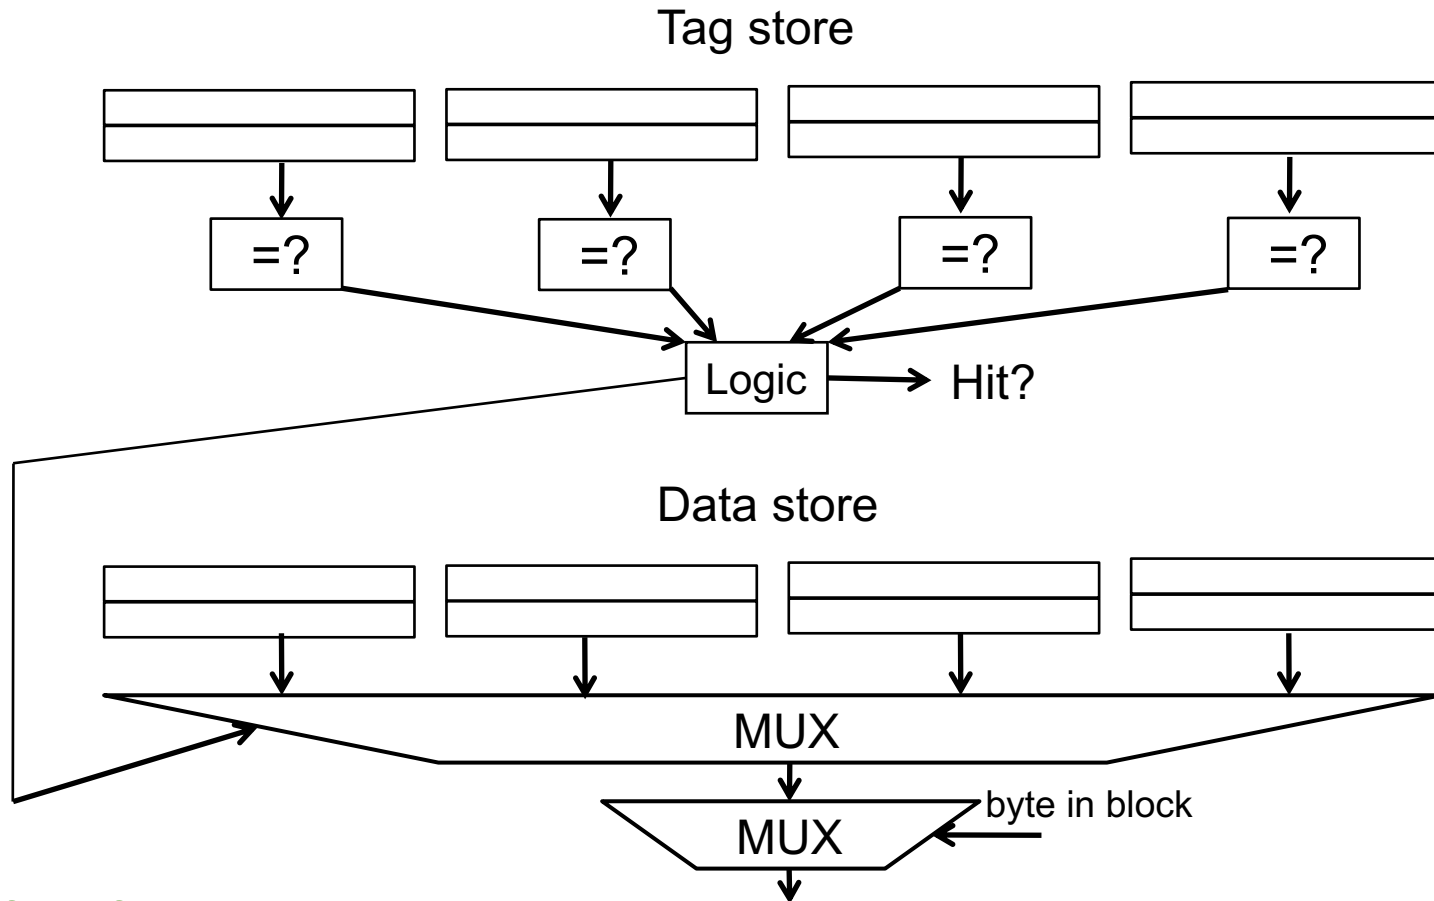 Tag store
=? =? =? =?
Logic Hit?
Data store
MUX
byte in block
MUX